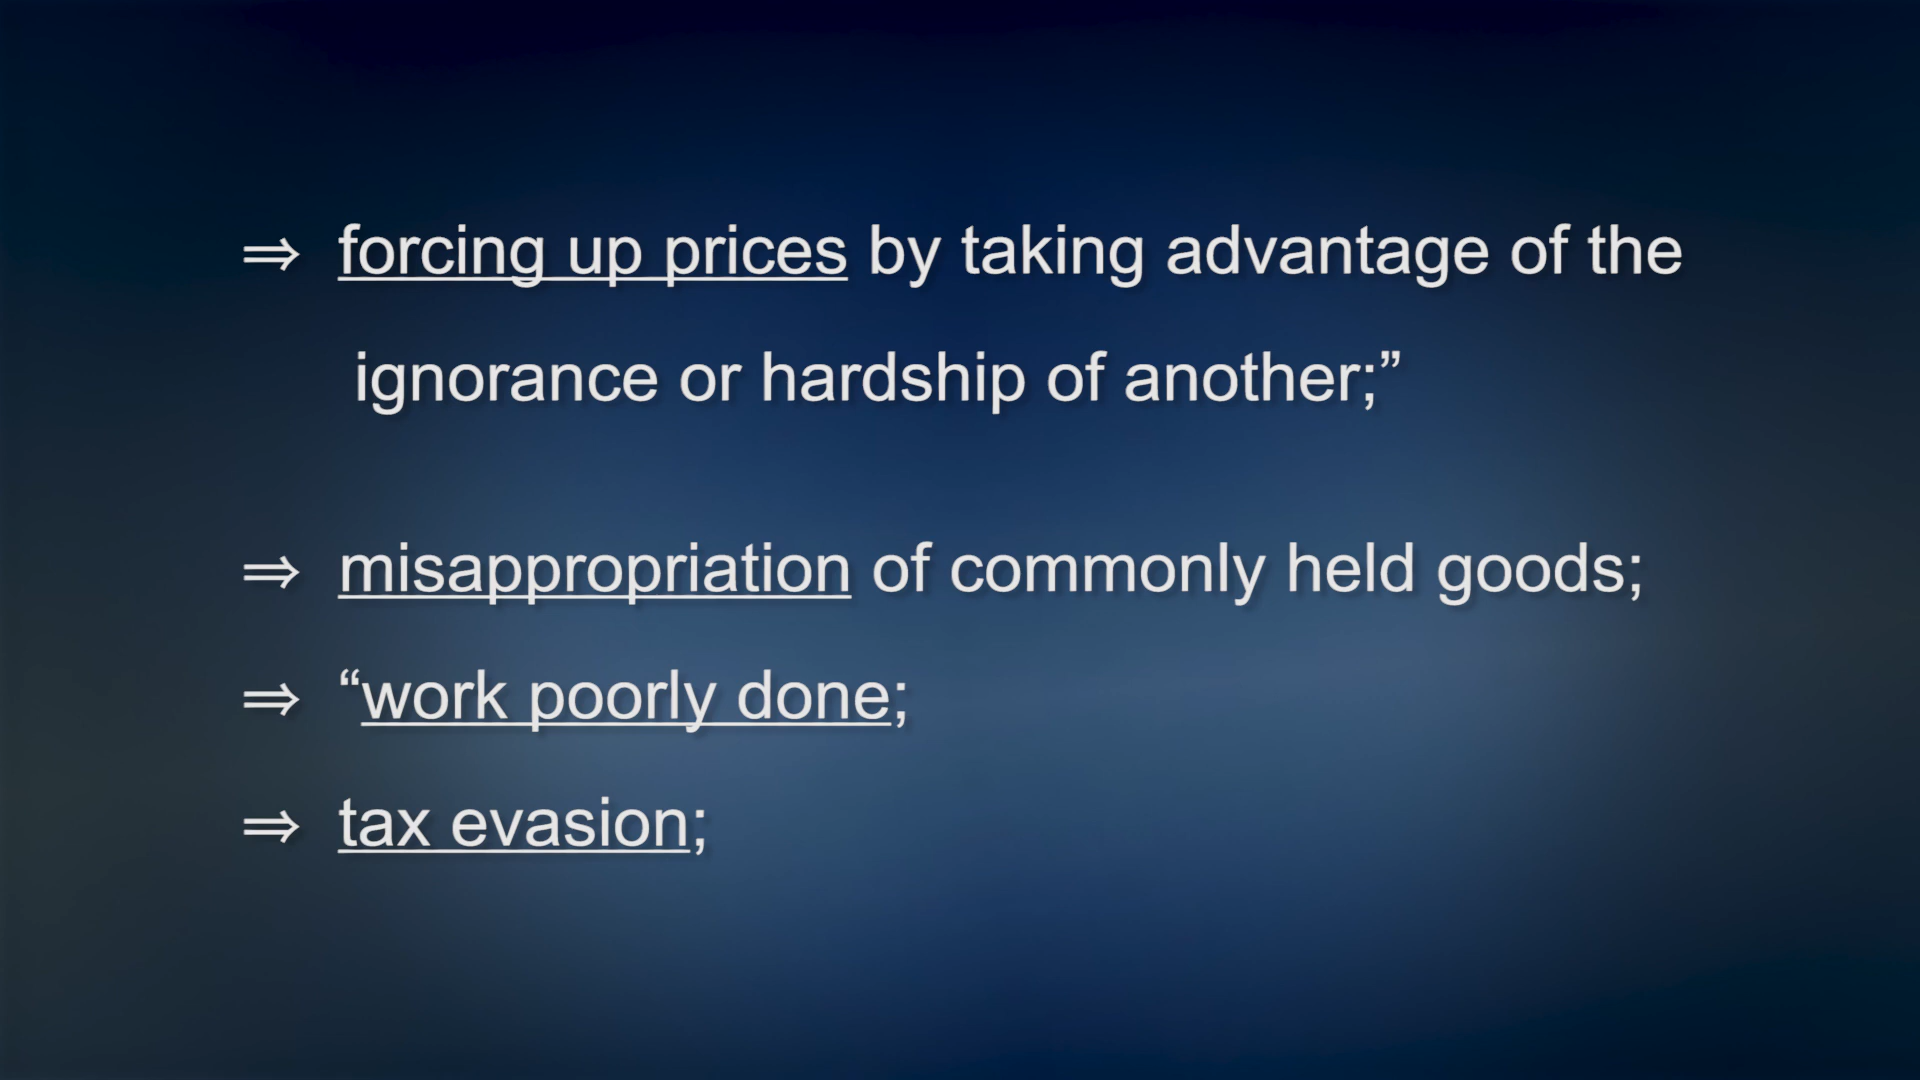 ⇒ forcing up prices by taking advantage of the
ignorance or hardship of another;”
⇒ misappropriation of commonly held goods;
⇒ “work poorly done;
⇒ tax evasion;